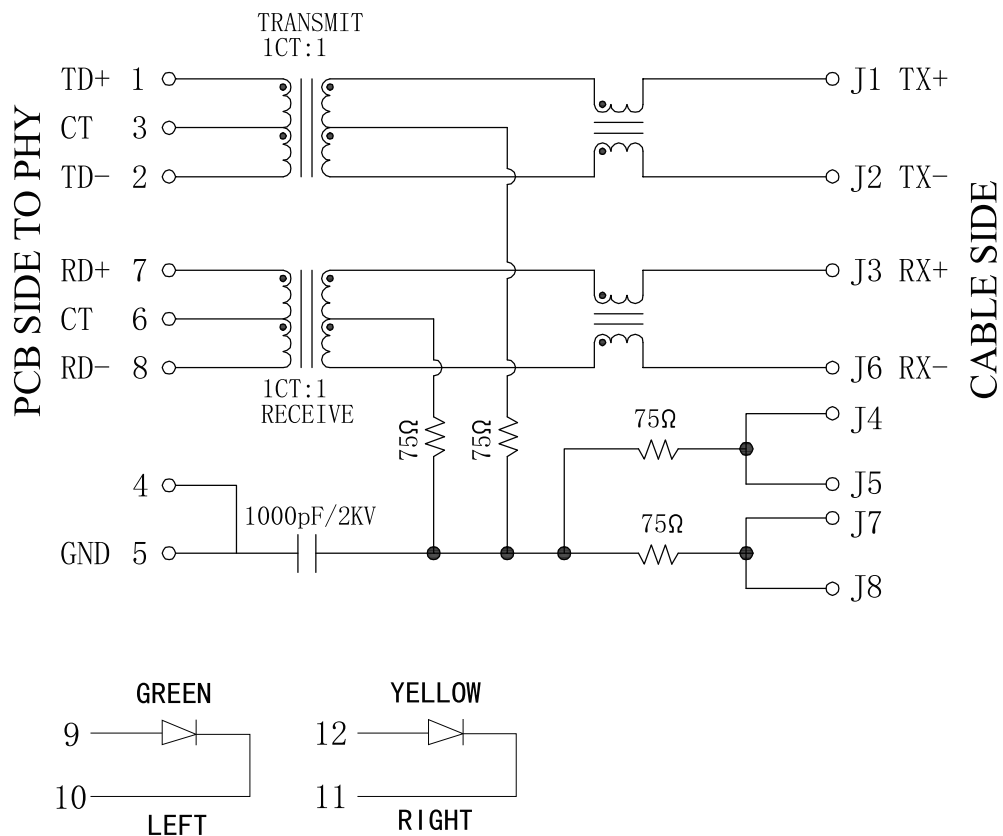 TRANSMIT
1CT:1
PCB SIDE TO PHY
TD+ 1
J1 TX+
CT 3
TD- 2
J2 TX-
CABLE SIDE
RD+ 7
J3 RX+
CT 6
RD- 8
J6 RX-
1CT:1
RECEIVE
75Ω
75Ω
75Ω
J4
4
J5
1000pF/2KV
75Ω
J7
GND 5
J8
GREEN
9
10
LEFT
YELLOW
12
11
RIGHT